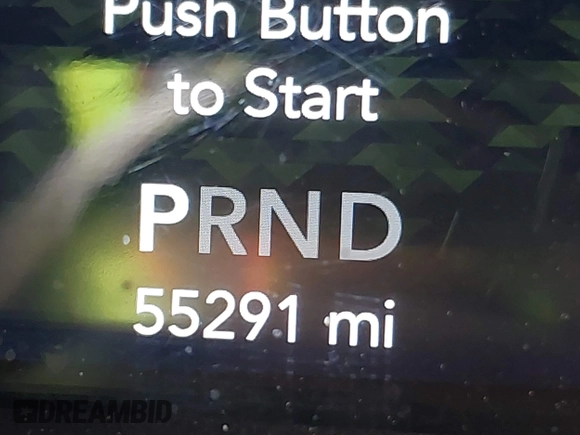 Push Button
to Start
PRND
55291 mi
DREAMBID